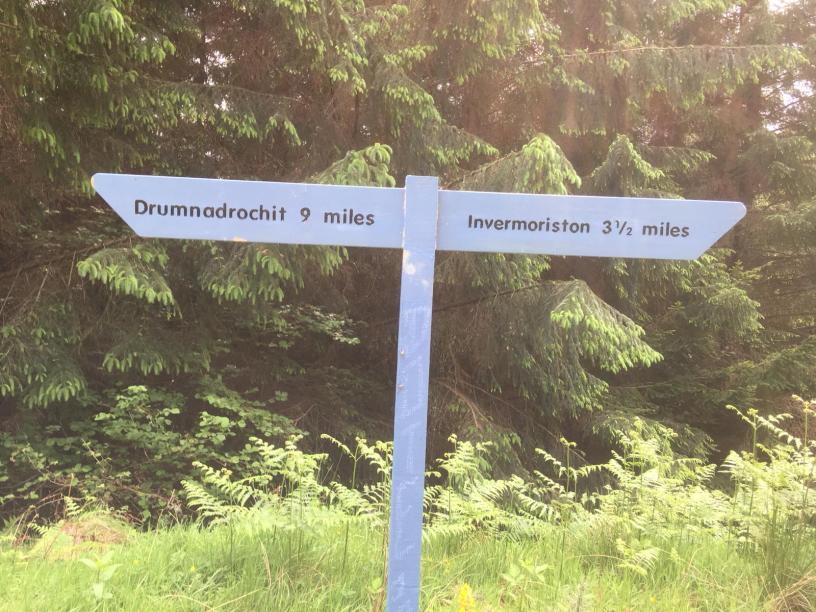 Drumnadrochit 9 miles
Invermoriston 3½ miles